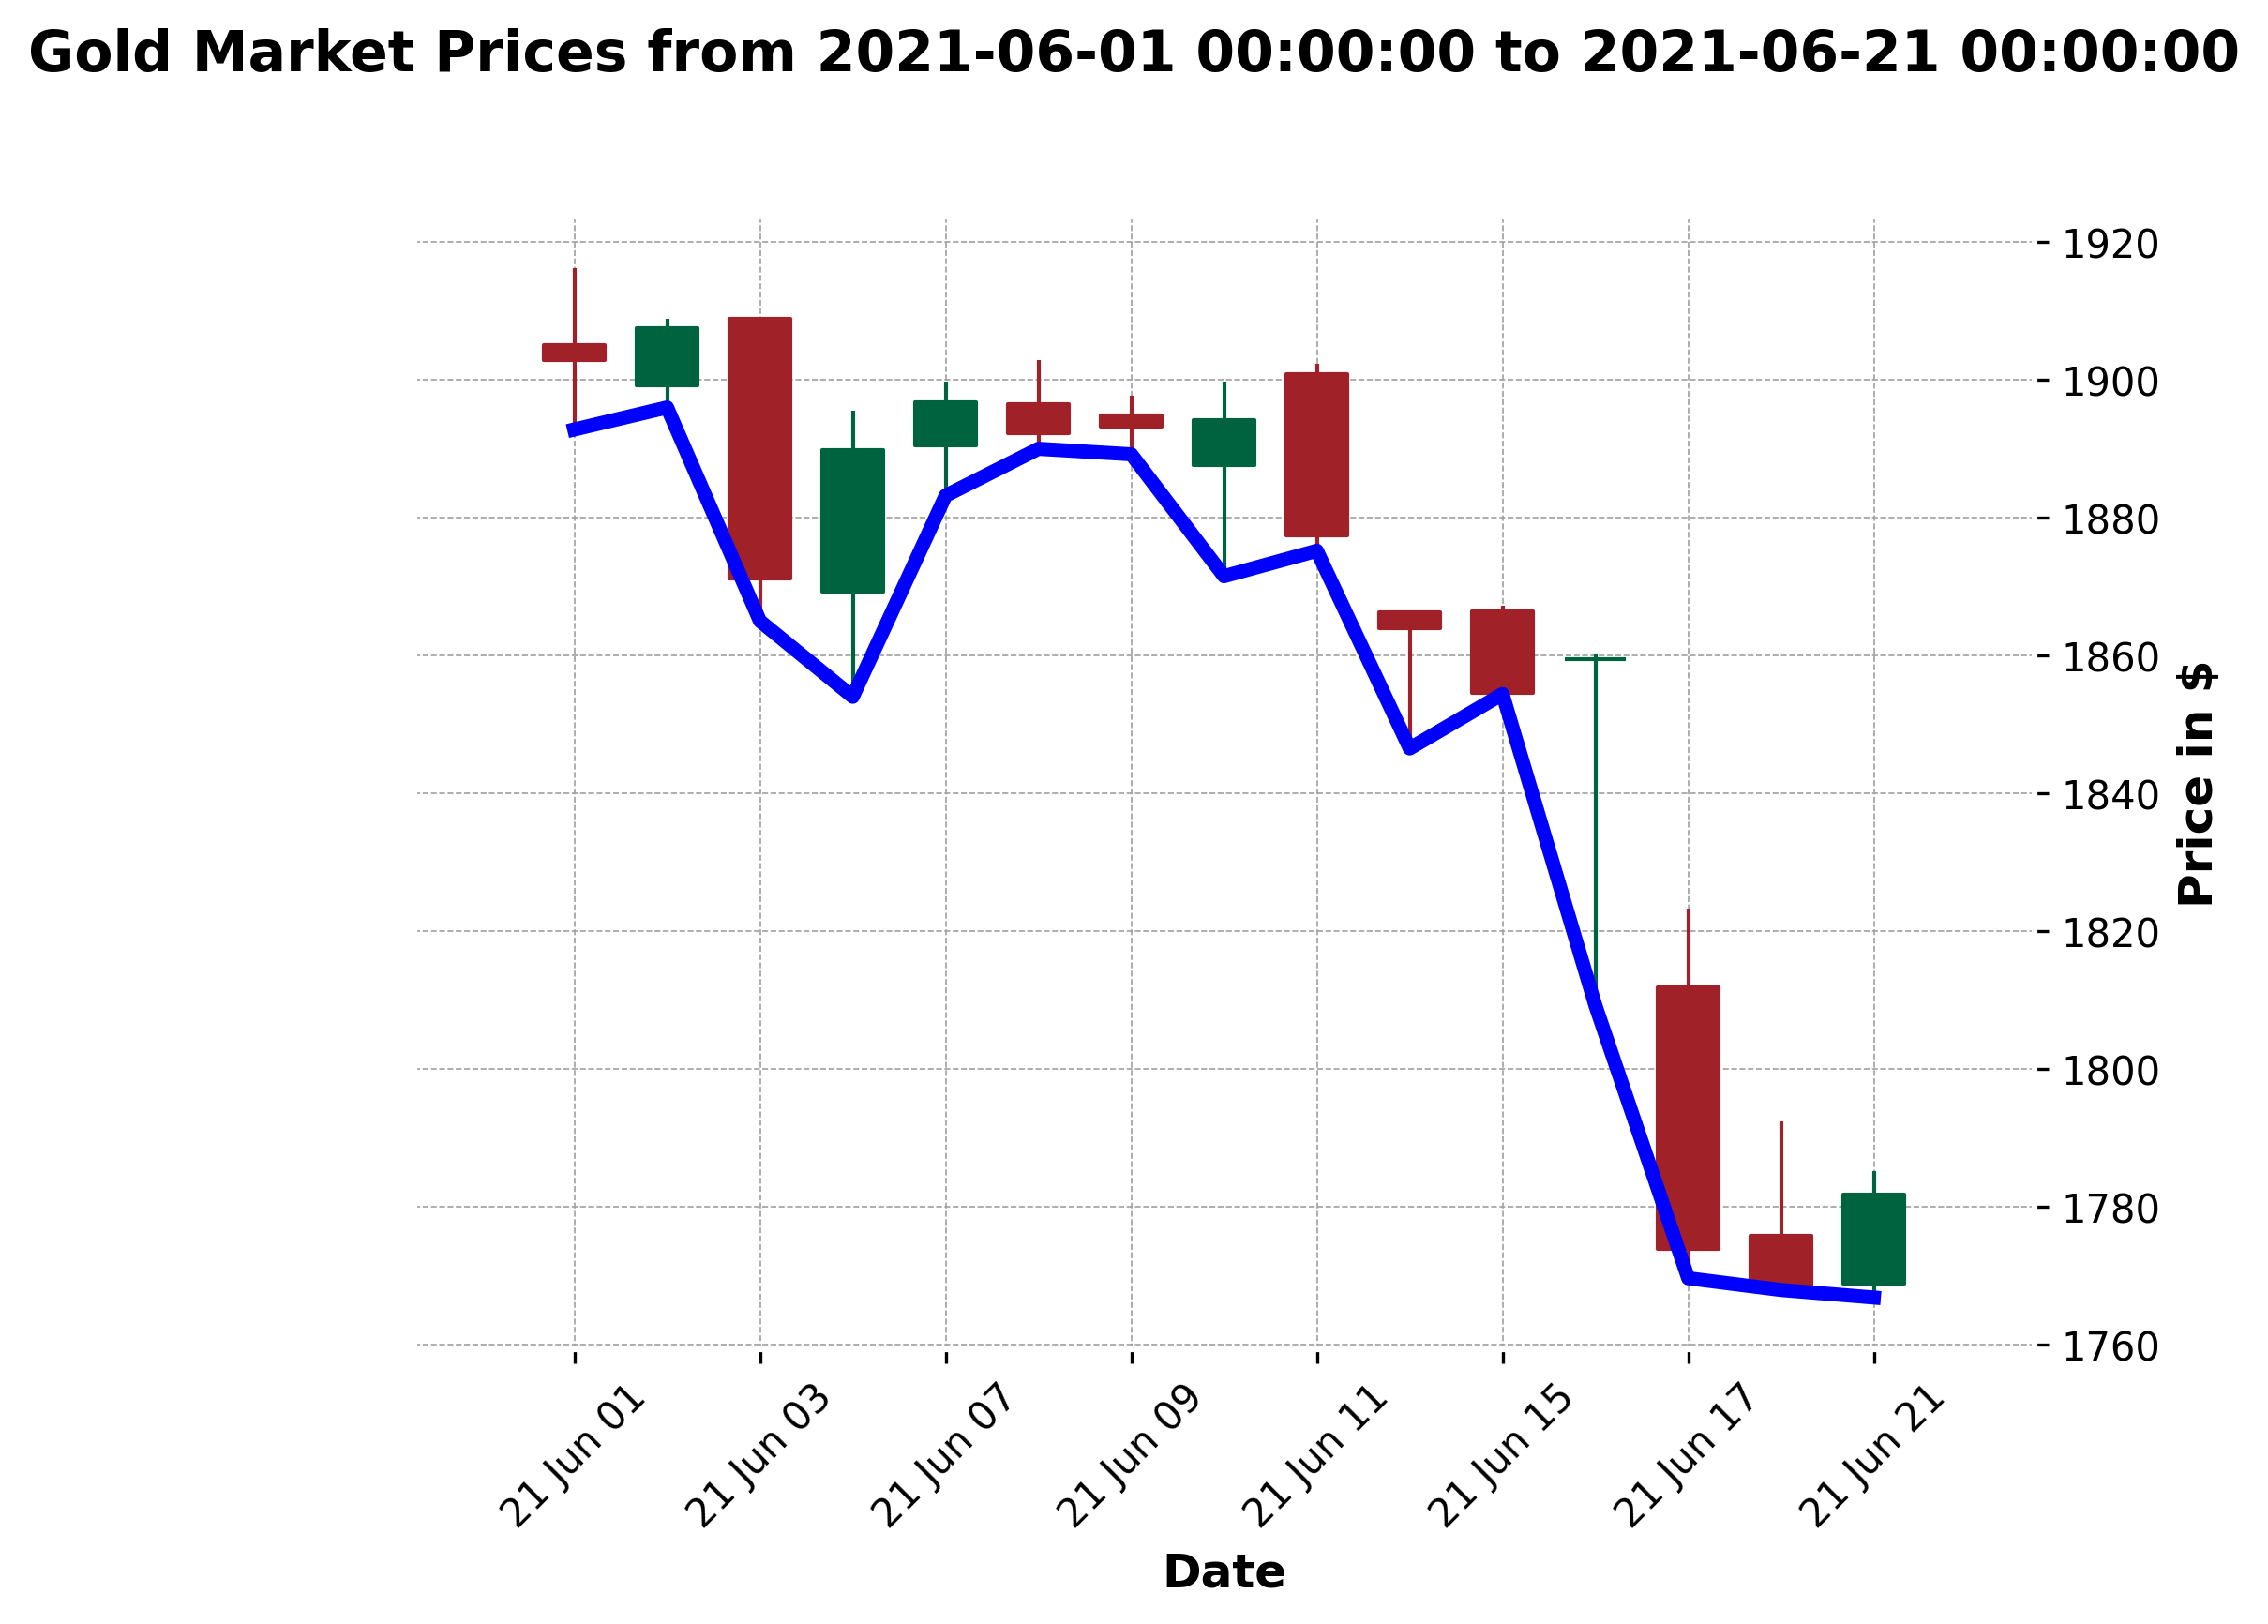 Gold Market Prices from 2021-06-01 00:00:00 to 2021-06-21 00:00:00
1920
1900
1880
1860
1840
1820
1800
1780
1760
Price in $
21 Jun 01
21 Jun 03
21 Jun 07
21 Jun 09
21 Jun 11
21 Jun 15
21 Jun 17
21 Jun 21
Date